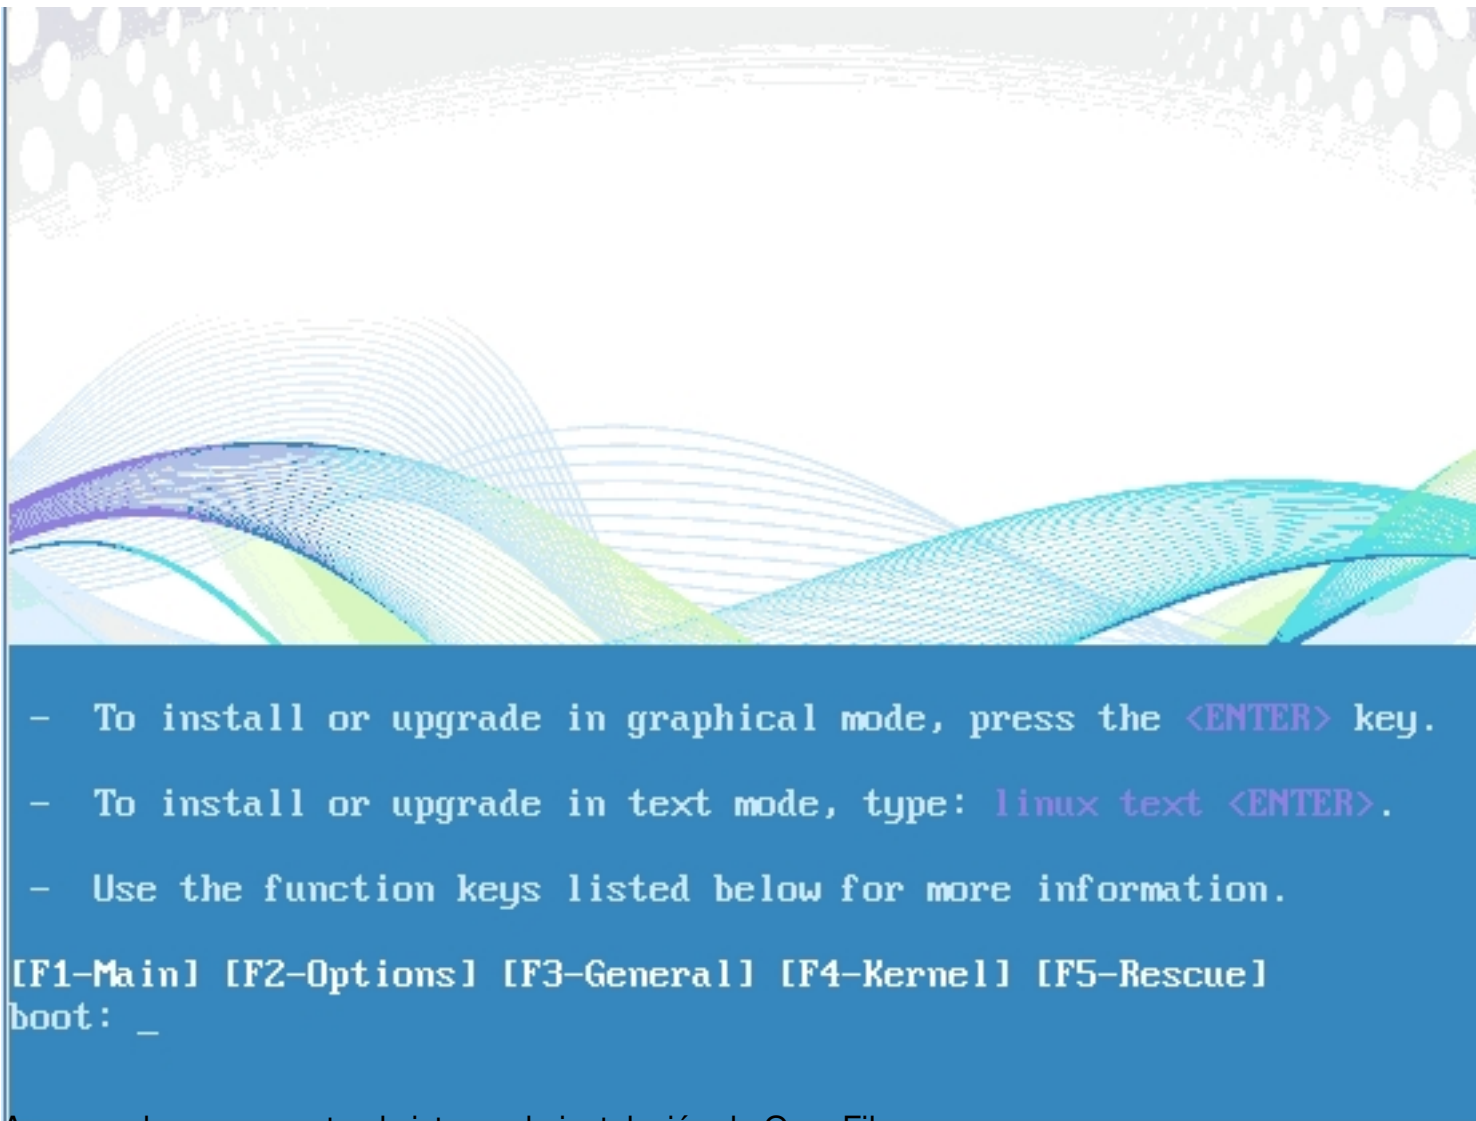 -  To install or upgrade in graphical mode, press the <ENTER> key.
-  To install or upgrade in text mode, type: linux text <ENTER>.
-  Use the function keys listed below for more information.
[F1-Main] [F2-Options] [F3-General] [F4-Kernel] [F5-Rescue]
boot: _